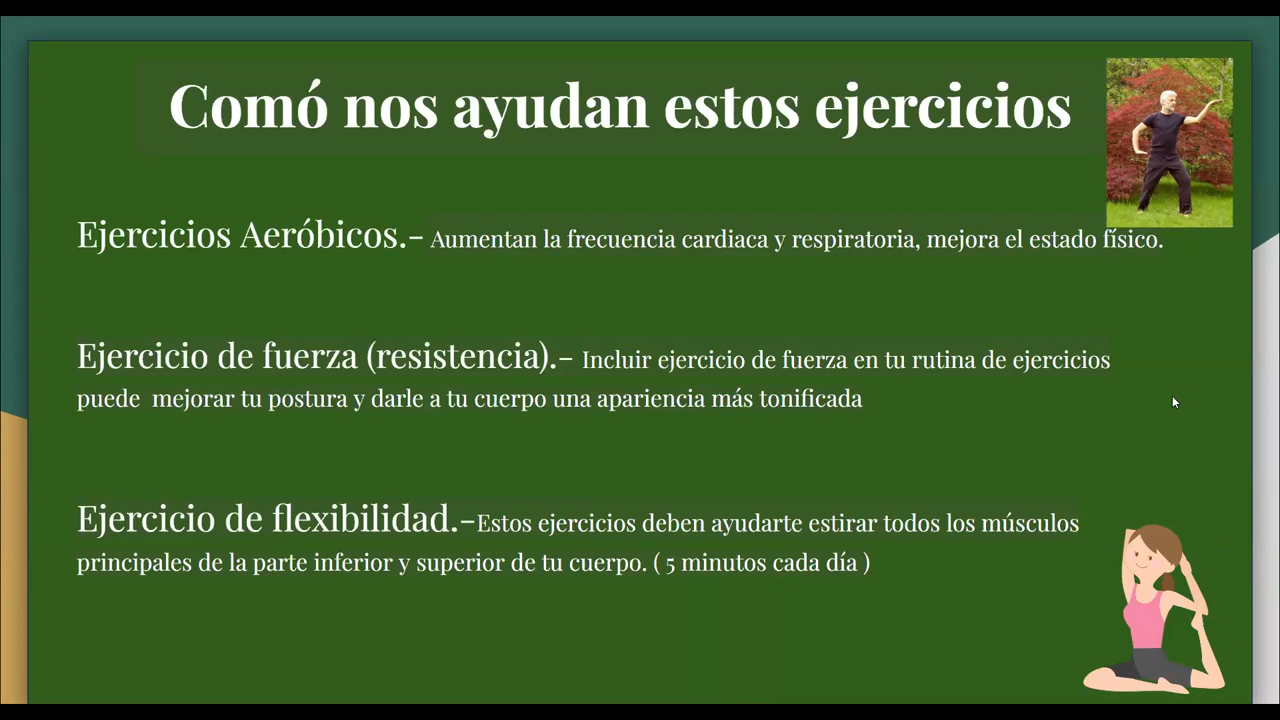 Comó nos ayudan estos ejercicios
Ejercicios Aeróbicos.- Aumentan la frecuencia cardiaca y respiratoria, mejora el estado físico.
Ejercicio de fuerza (resistencia).- Incluir ejercicio de fuerza en tu rutina de ejercicios
puede  mejorar tu postura y darle a tu cuerpo una apariencia más tonificada
Ejercicio de flexibilidad.-Estos ejercicios deben ayudarte estirar todos los músculos
principales de la parte inferior y superior de tu cuerpo. ( 5 minutos cada día )